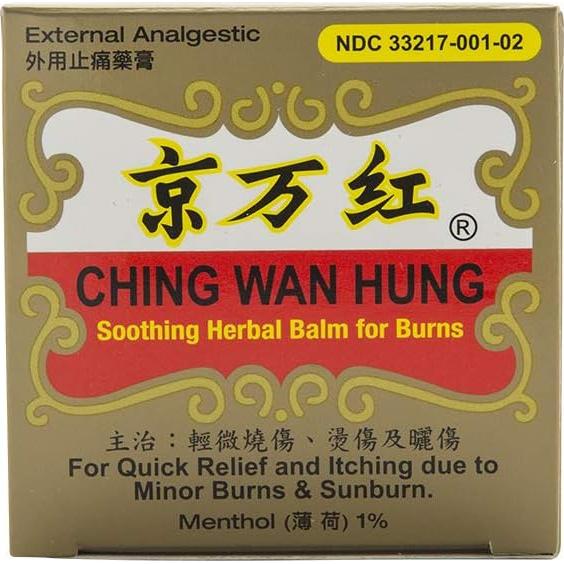 External Analgestic
外用止痛藥膏
NDC 33217-001-02
京万红®
CHING WAN HUNG
Soothing Herbal Balm for Burns
主治：輕微燒傷、燙傷及曬傷
For Quick Relief and Itching due to
Minor Burns & Sunburn.
Menthol (薄荷) 1%